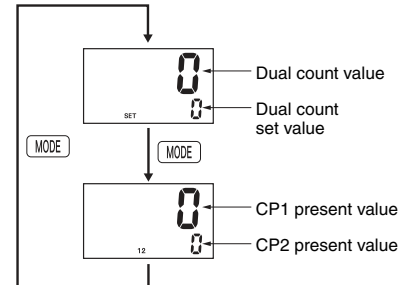 0
Dual count value
SET
0
Dual count
set value
MODE
MODE
0
CP1 present value
12
0
CP2 present value